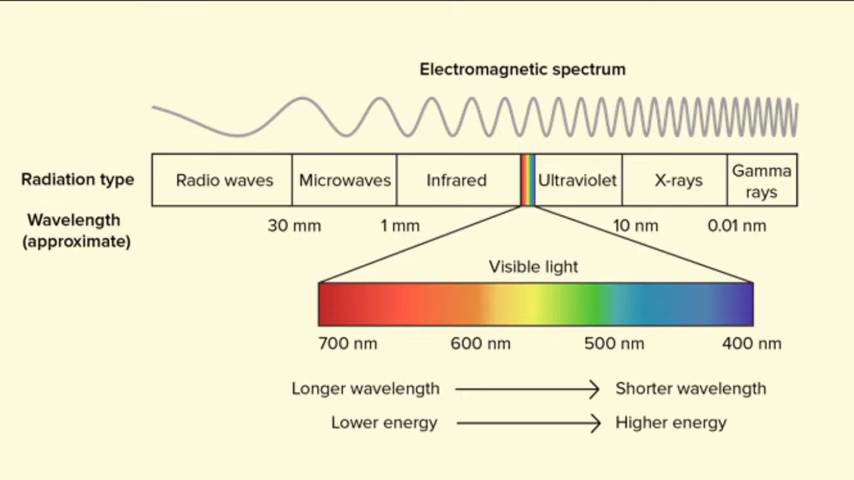 Electromagnetic spectrum
Radiation type
Radio waves
Microwaves
Infrared
Ultraviolet
X-rays
Gamma
rays
Wavelength
(approximate)
30 mm
1 mm
10 nm
0.01 nm
Visible light
700 nm
600 nm
500 nm
400 nm
Longer wavelength
Shorter wavelength
Lower energy
Higher energy